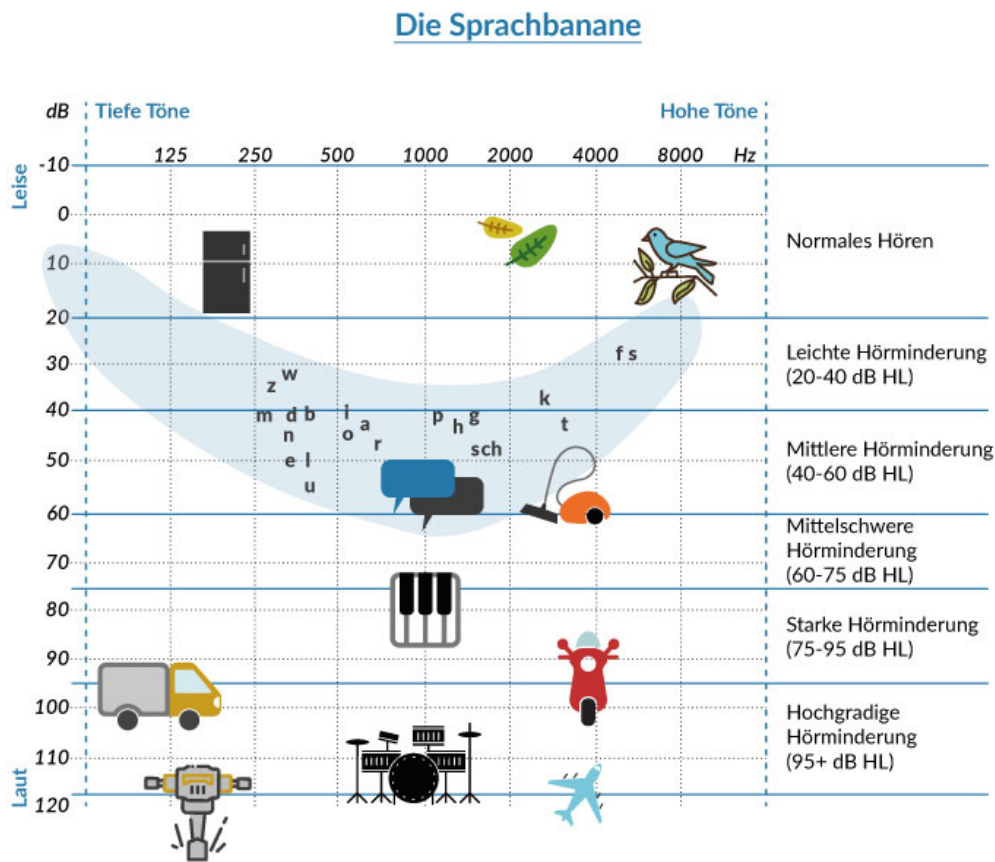 Die Sprachbanane
dB
Tiefe Töne
Hohe Töne
125 250 500 1000 2000 4000 8000 Hz
Leise
-10
0
Normales Hören
10
20
30
f s
w
z
k
Leichte Hörminderung
(20-40 dB HL)
40
m d b i p g
a h t
n o
r sch
Mittlere Hörminderung
(40-60 dB HL)
50
e l
u
60
Mittelschwere
Hörminderung
(60-75 dB HL)
70
80
Starke Hörminderung
(75-95 dB HL)
90
100
Hochgradige
Hörminderung
(95+ dB HL)
110
Laut
120